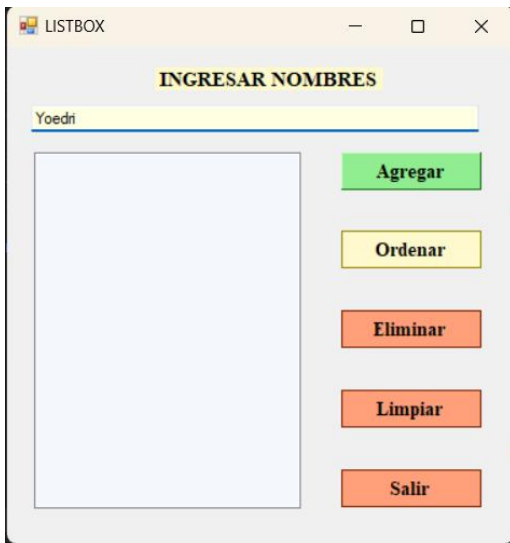 LISTBOX
INGRESAR NOMBRES
Yoedri
Agregar
Ordenar
Eliminar
Limpiar
Salir